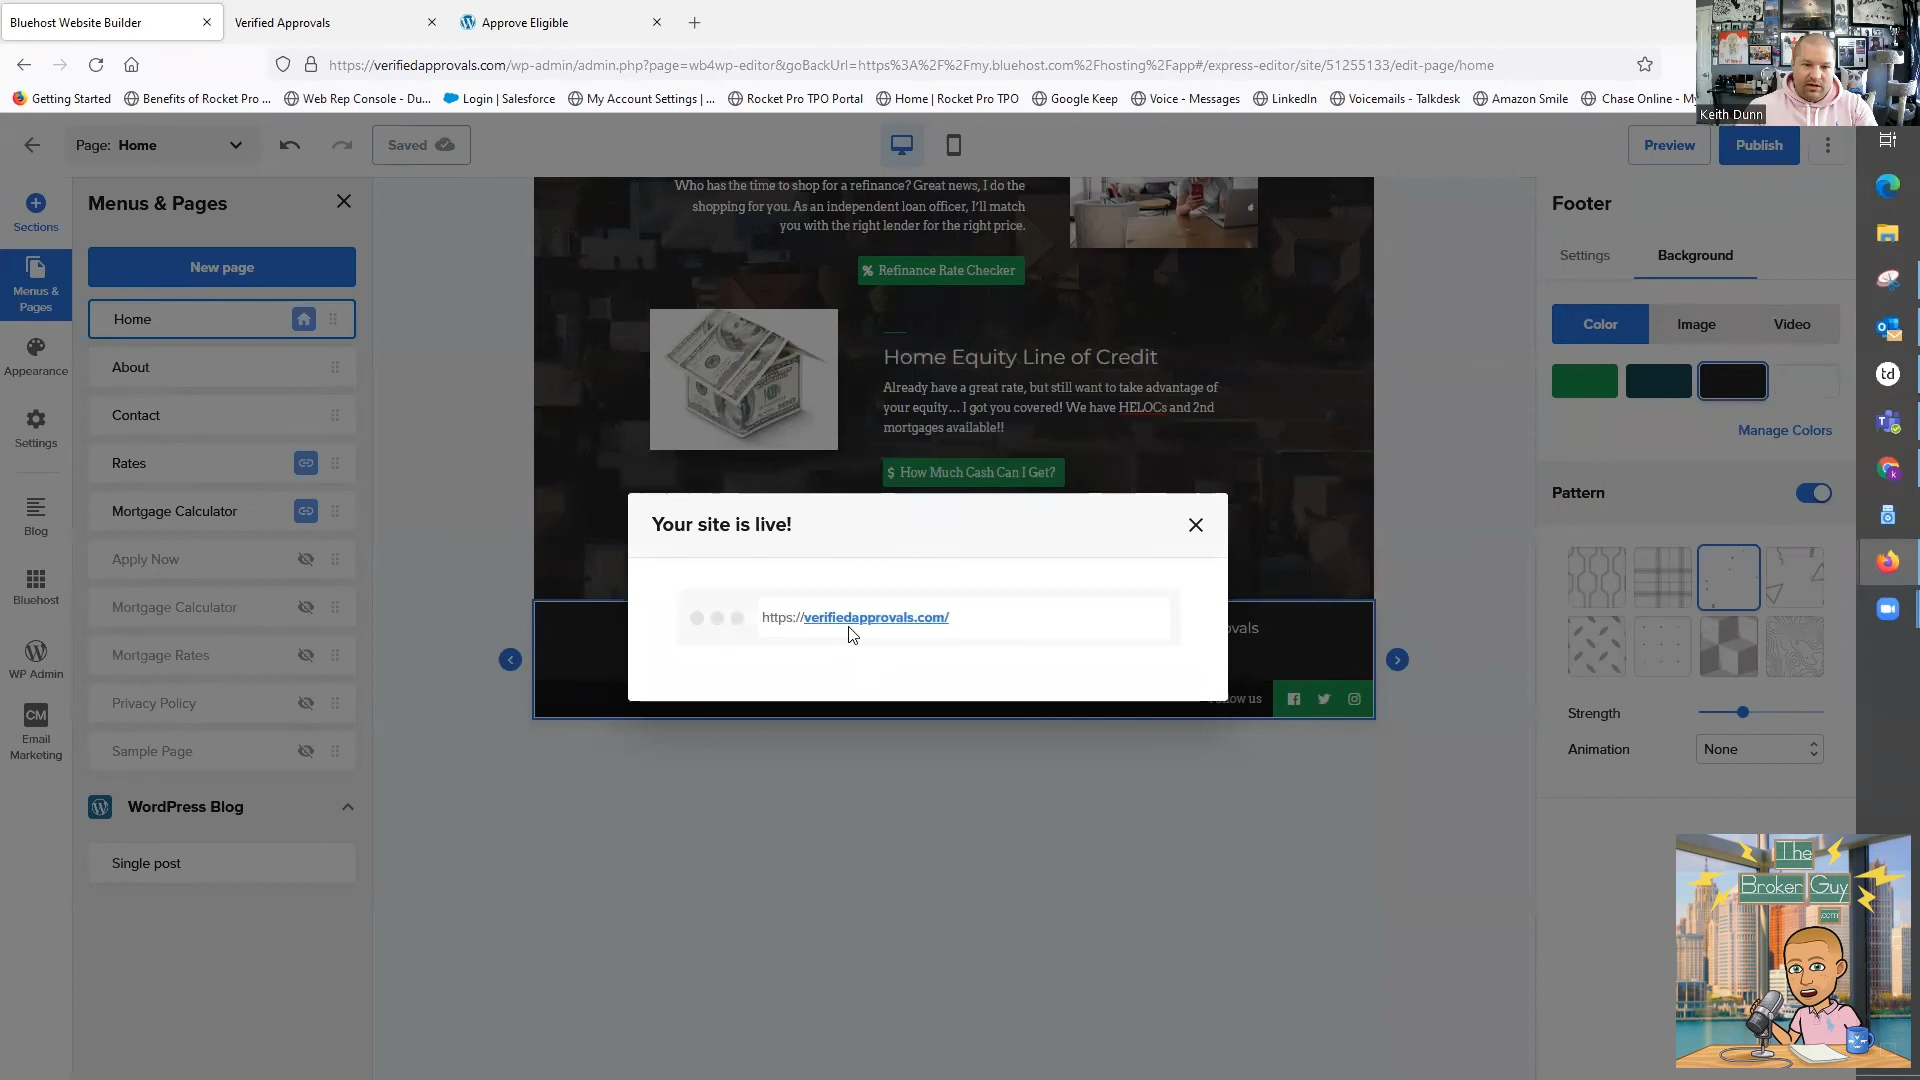 Bluehost Website Builder
Verified Approvals
Approve Eligible
https://verifiedapprovals.com/wp-admin/admin.php?page=wb4wp-editor&goBackUrl=https%3A%2F%2Fmy.bluehost.com%2Fhosting%2Fapp#/express-editor/site/51255133/edit-page/home
Getting Started
Benefits of Rocket Pro ...
Web Rep Console - Du...
Login | Salesforce
My Account Settings | ...
Rocket Pro TPO Portal
Home | Rocket Pro TPO
Google Keep
Voice - Messages
LinkedIn
Voicemails - Talkdesk
Amazon Smile
Chase Online - My
Keith Dunn
Page: Home
Saved
Preview
Publish
Sections
Menus & Pages
Appearance
Settings
Blog
Bluehost
WP Admin
CM
Email Marketing
Menus & Pages
New page
Home
About
Contact
Rates
Mortgage Calculator
Apply Now
Mortgage Calculator
Mortgage Rates
Privacy Policy
Sample Page
WordPress Blog
Single post
Who has the time to shop for a refinance? Great news, I do the
shopping for you. As an independent loan officer, I'll match
you with the right lender for the right price.
% Refinance Rate Checker
Home Equity Line of Credit
Already have a great rate, but still want to take advantage of
your equity... I got you covered! We have HELOCs and 2nd
mortgages available!!
$ How Much Cash Can I Get?
Your site is live!
https://verifiedapprovals.com/
ovals
us
Footer
Settings
Background
Color
Image
Video
Manage Colors
Pattern
Strength
Animation
None
td
k
The
Broker Guy
.com